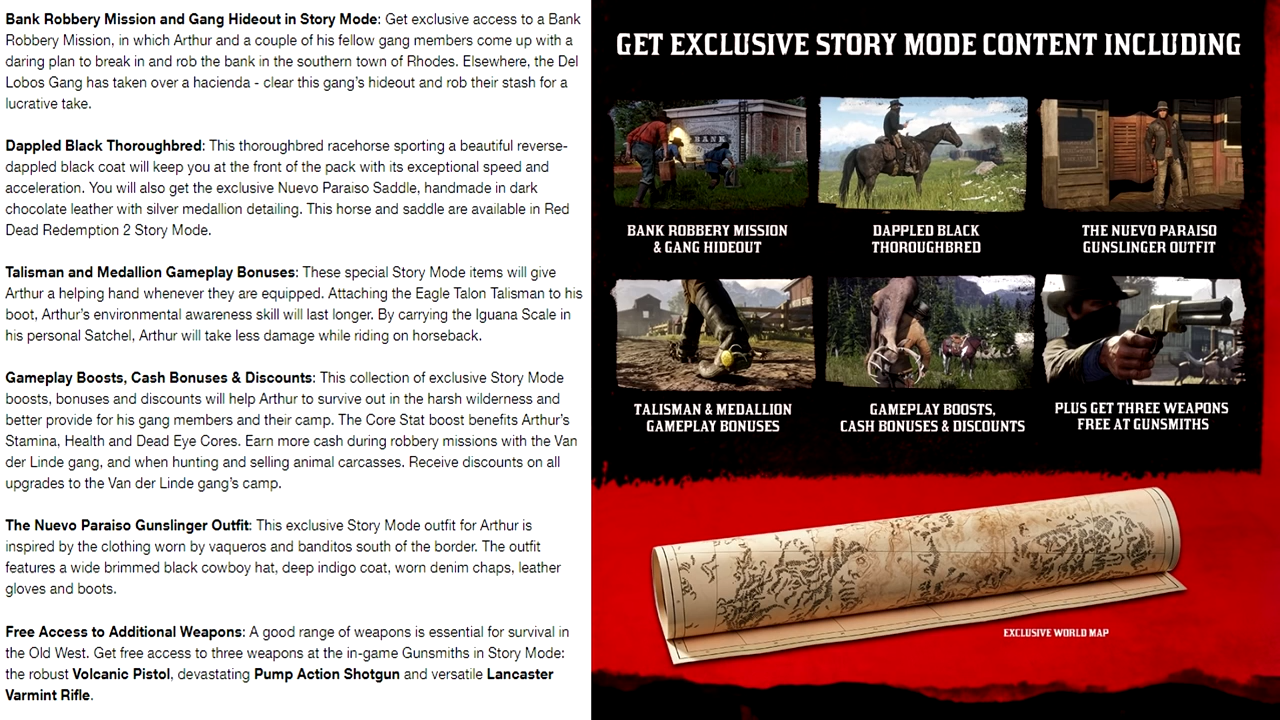 Bank Robbery Mission and Gang Hideout in Story Mode: Get exclusive access to a Bank
Robbery Mission, in which Arthur and a couple of his fellow gang members come up with a
daring plan to break in and rob the bank in the southern town of Rhodes. Elsewhere, the Del
Lobos Gang has taken over a hacienda - clear this gang's hideout and rob their stash for a
lucrative take.
Dappled Black Thoroughbred: This thoroughbred racehorse sporting a beautiful reverse-
dappled black coat will keep you at the front of the pack with its exceptional speed and
acceleration. You will also get the exclusive Nuevo Paraiso Saddle, handmade in dark
chocolate leather with silver medallion detailing. This horse and saddle are available in Red
Dead Redemption 2 Story Mode.
Talisman and Medallion Gameplay Bonuses: These special Story Mode items will give
Arthur a helping hand whenever they are equipped. Attaching the Eagle Talon Talisman to his
boot, Arthur's environmental awareness skill will last longer. By carrying the Iguana Scale in
his personal Satchel, Arthur will take less damage while riding on horseback.
Gameplay Boosts, Cash Bonuses & Discounts: This collection of exclusive Story Mode
boosts, bonuses and discounts will help Arthur to survive out in the harsh wilderness and
better provide for his gang members and their camp. The Core Stat boost benefits Arthur's
Stamina, Health and Dead Eye Cores. Earn more cash during robbery missions with the Van
der Linde gang, and when hunting and selling animal carcasses. Receive discounts on all
upgrades to the Van der Linde gang's camp.
The Nuevo Paraiso Gunslinger Outfit: This exclusive Story Mode outfit for Arthur is
inspired by the clothing worn by vaqueros and banditos south of the border. The outfit
features a wide brimmed black cowboy hat, deep indigo coat, worn denim chaps, leather
gloves and boots.
Free Access to Additional Weapons: A good range of weapons is essential for survival in
the Old West. Get free access to three weapons at the in-game Gunsmiths in Story Mode:
the robust Volcanic Pistol, devastating Pump Action Shotgun and versatile Lancaster
Varmint Rifle.
GET EXCLUSIVE STORY MODE CONTENT INCLUDING
BANK
BANK ROBBERY MISSION
& GANG HIDEOUT
DAPPLED BLACK
THOROUGHBRED
THE NUEVO PARAISO
GUNSLINGER OUTFIT
TALISMAN & MEDALLION
GAMEPLAY BONUSES
GAMEPLAY BOOSTS,
CASH BONUSES & DISCOUNTS
PLUS GET THREE WEAPONS
FREE AT GUNSMITHS
EXCLUSIVE WORLD MAP